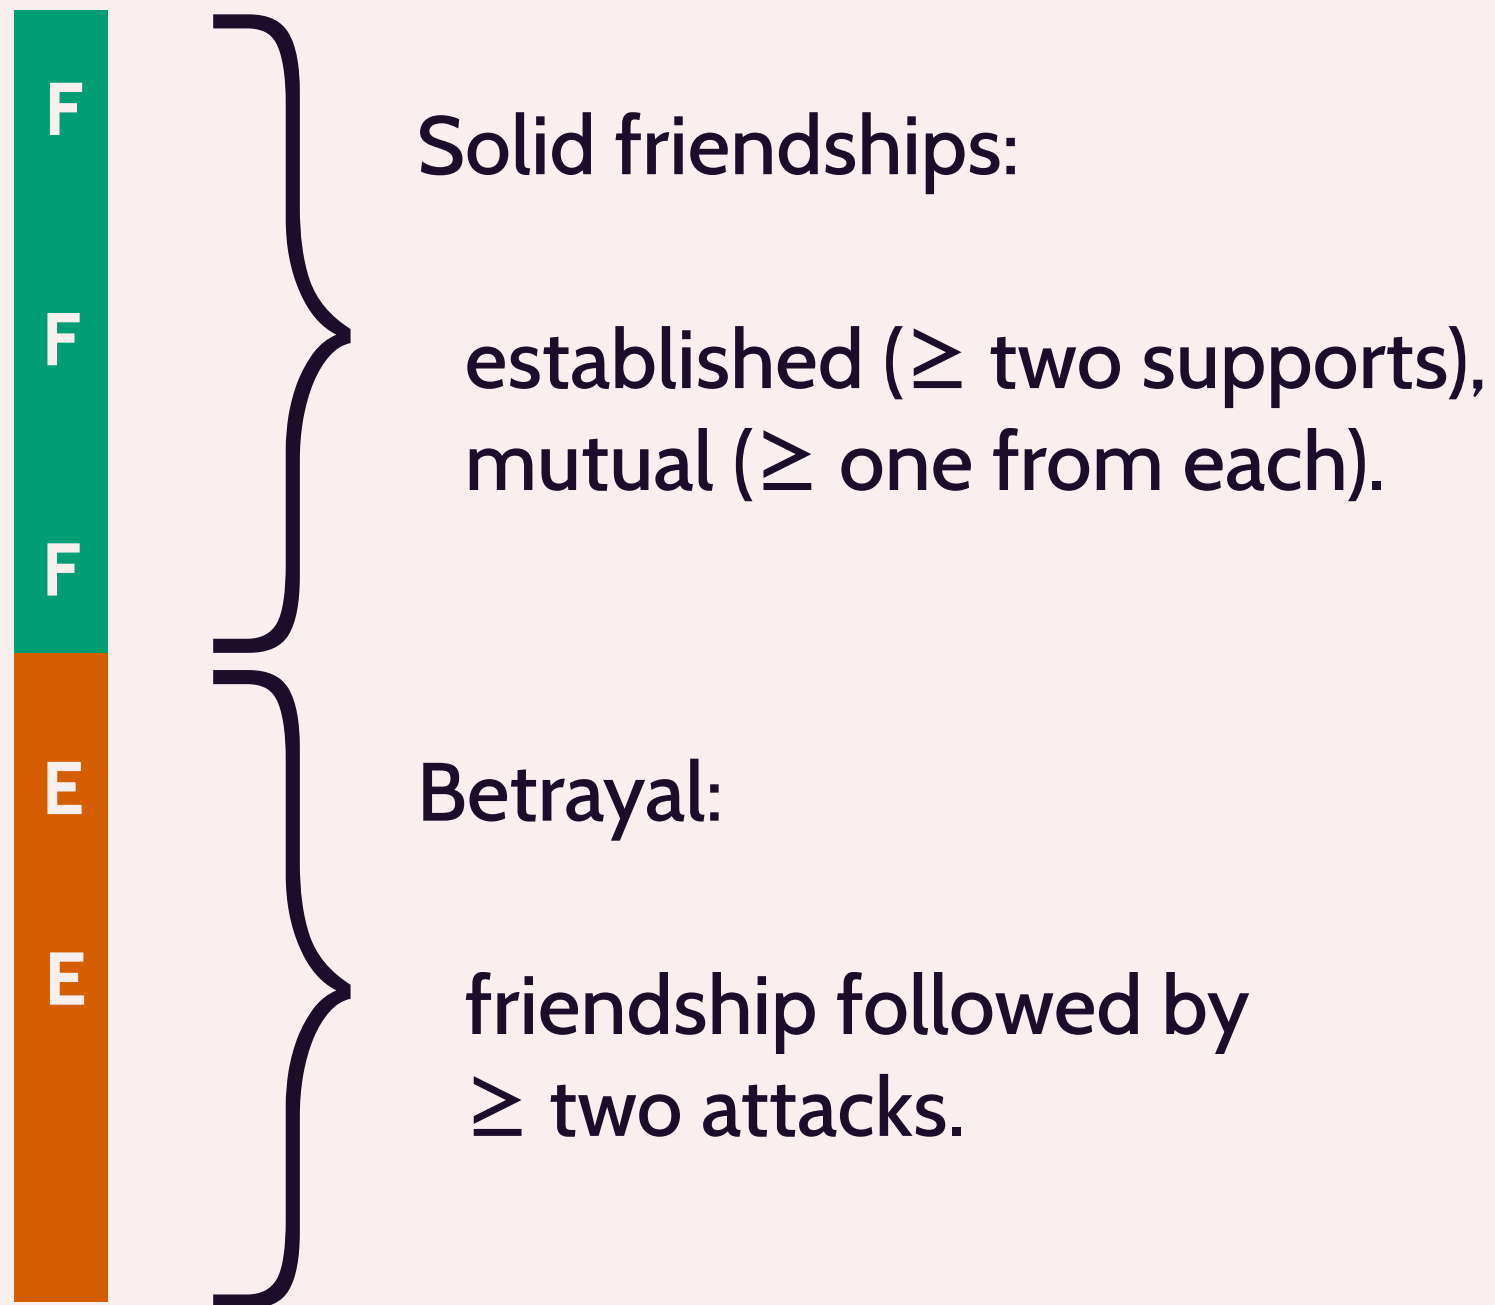 F
Solid friendships:
F
established (≥ two supports),
mutual (≥ one from each).
F
E
Betrayal:
E
friendship followed by
≥ two attacks.